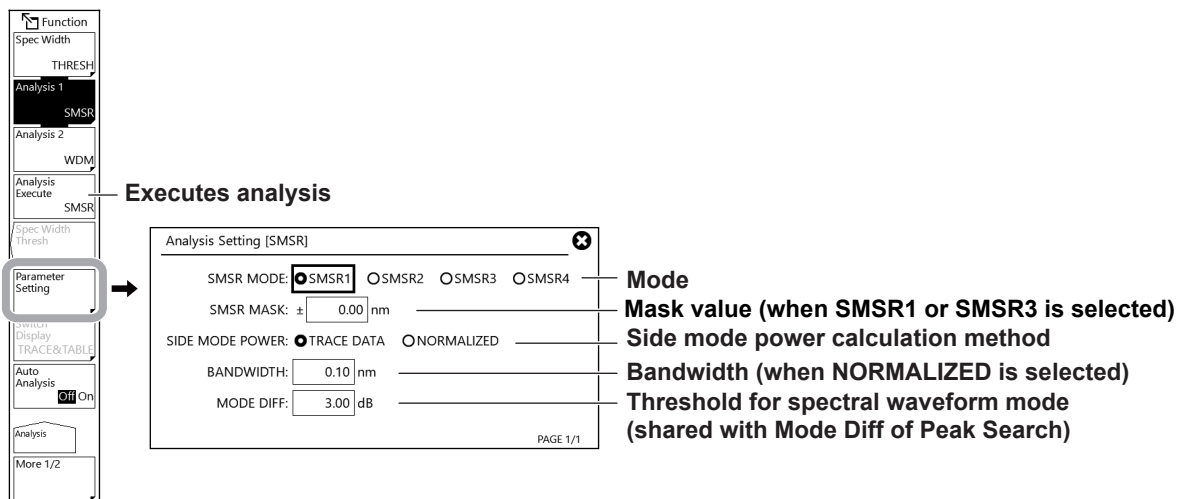 Function
Spec Width
THRESH
Analysis 1
SMSR
Analysis 2
WDM
Analysis
Execute
SMSR
Executes analysis
Spec Width
Thresh
Parameter
Setting
Switch
Display
TRACE&TABLE
Auto
Analysis
Off On
Analysis
More 1/2
Analysis Setting [SMSR]
SMSR MODE: SMSR1 SMSR2 SMSR3 SMSR4
Mode
SMSR MASK: ± 0.00 nm
Mask value (when SMSR1 or SMSR3 is selected)
SIDE MODE POWER: TRACE DATA NORMALIZED
Side mode power calculation method
BANDWIDTH: 0.10 nm
Bandwidth (when NORMALIZED is selected)
MODE DIFF: 3.00 dB
Threshold for spectral waveform mode
(shared with Mode Diff of Peak Search)
PAGE 1/1